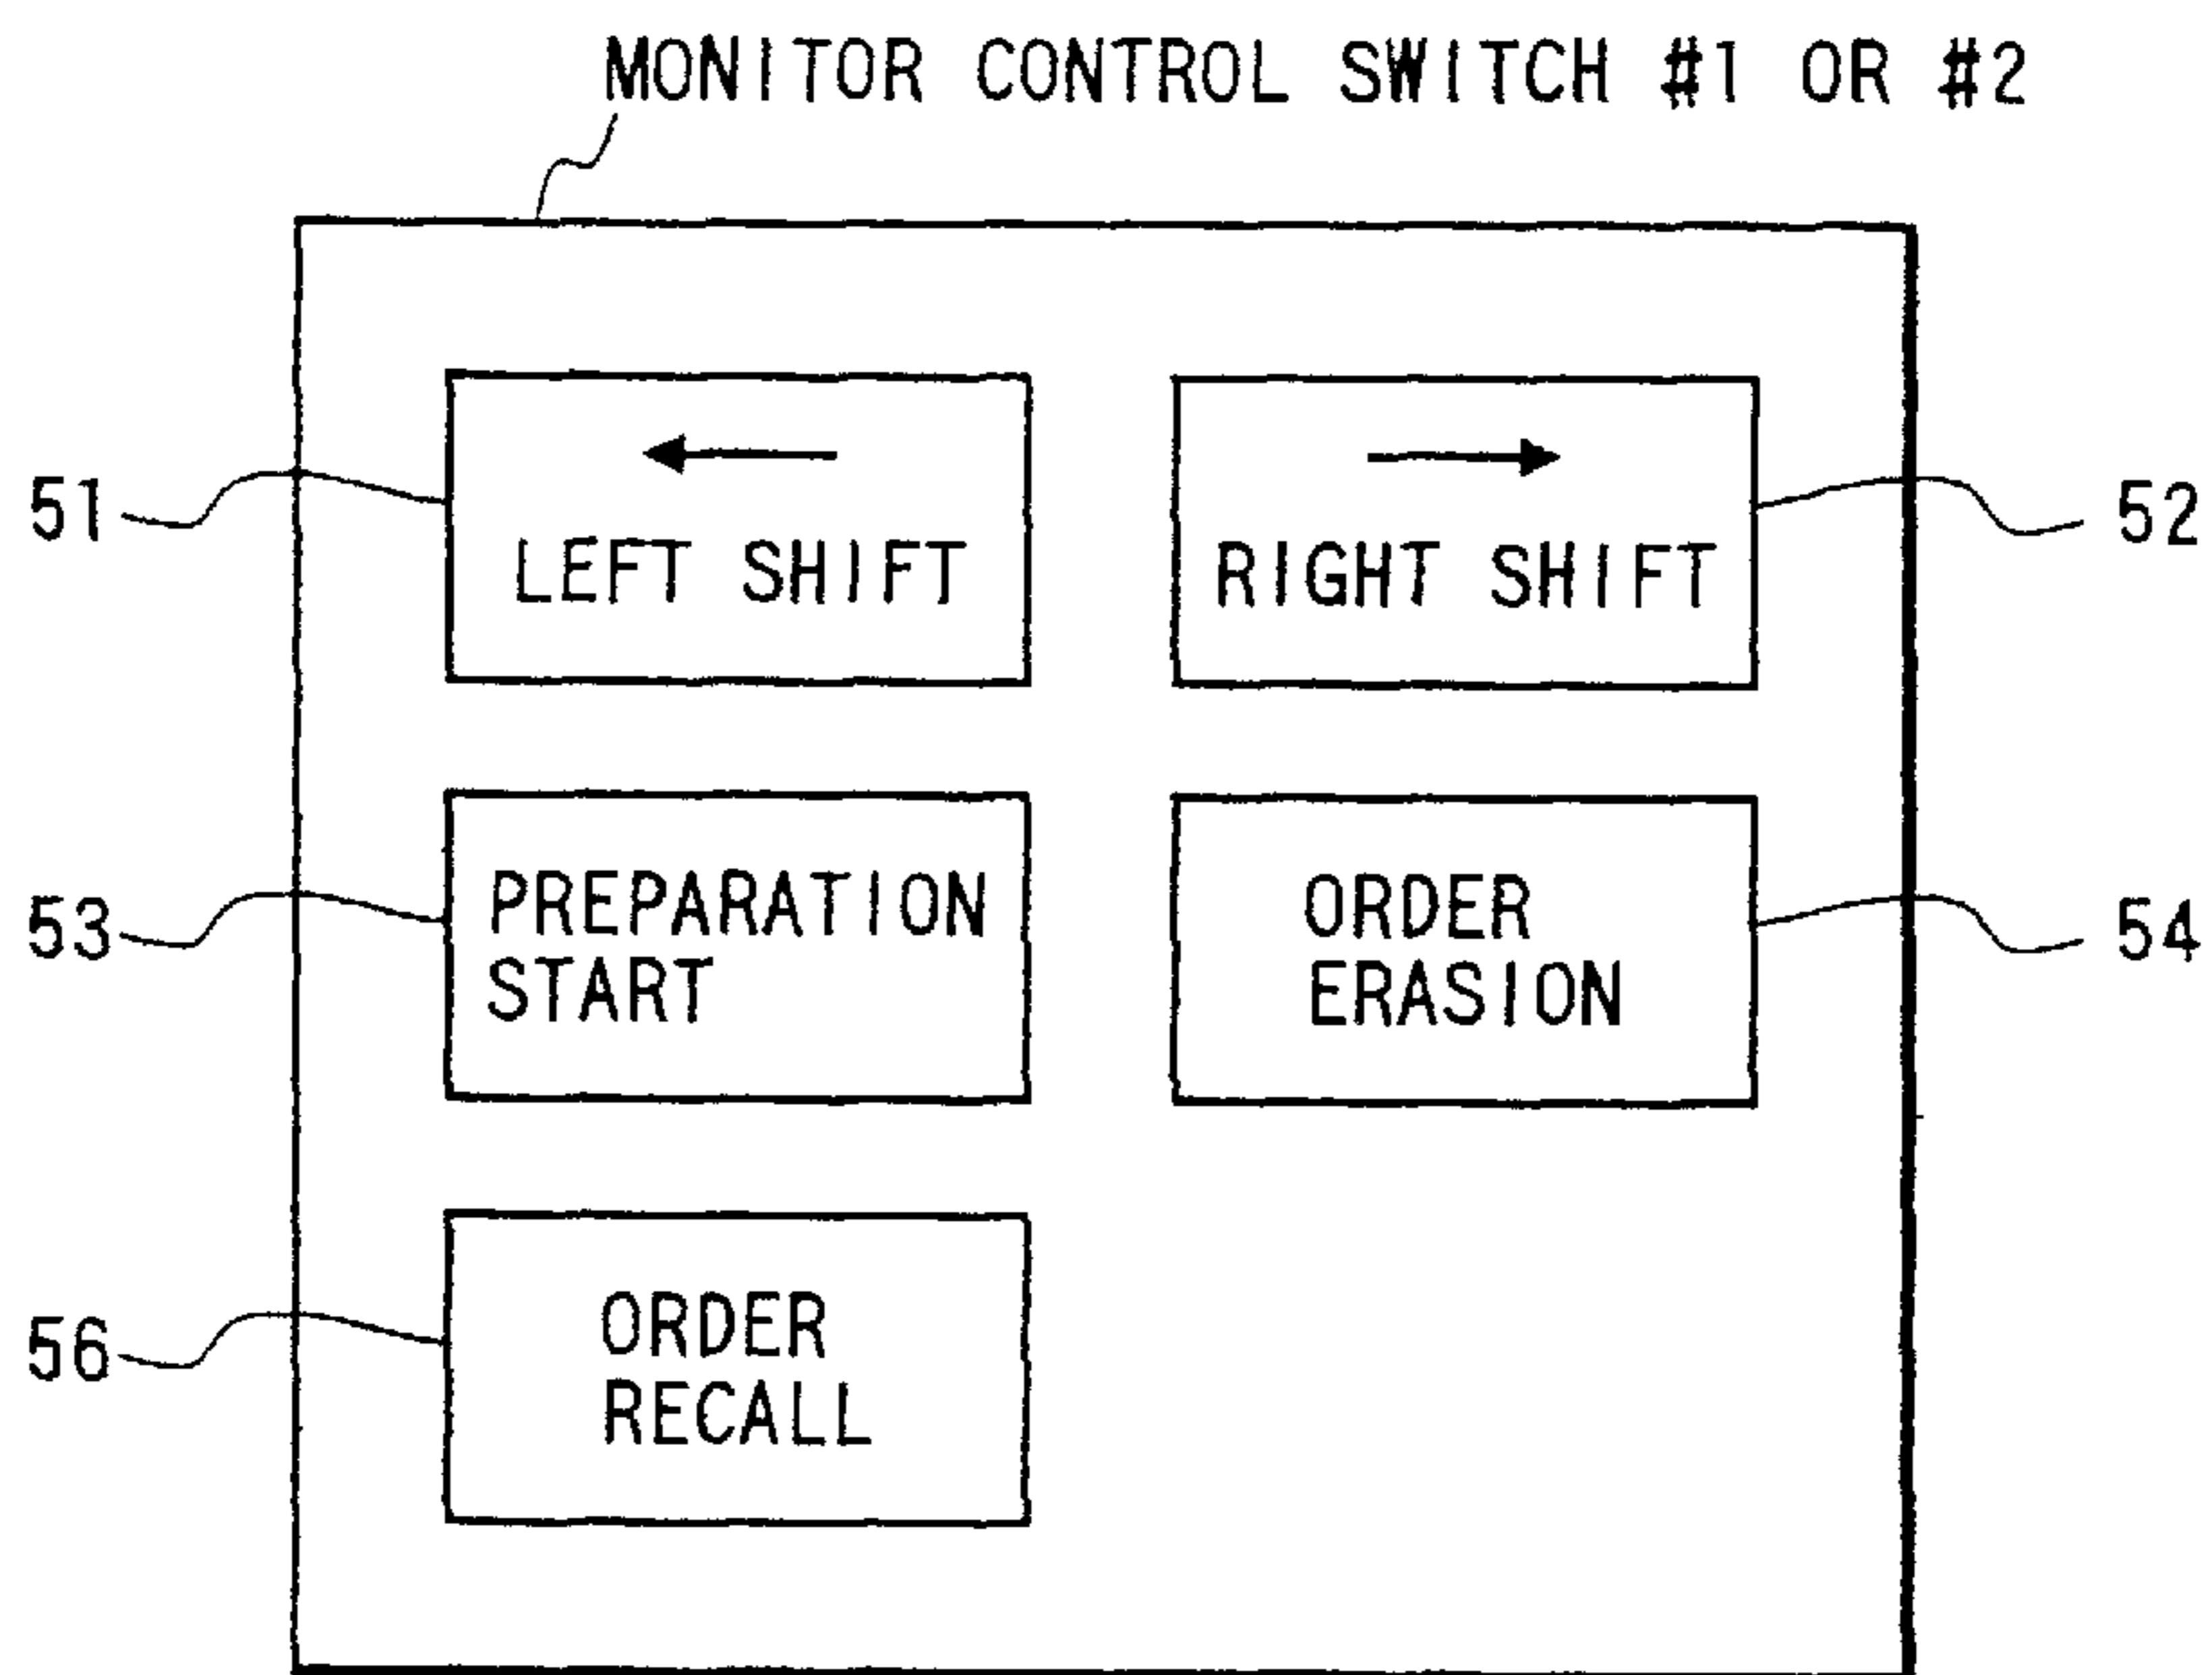 MONITOR CONTROL SWITCH #1 OR #2
51
LEFT SHIFT
RIGHT SHIFT
52
53
PREPARATION
START
ORDER
ERASION
54
56
ORDER
RECALL